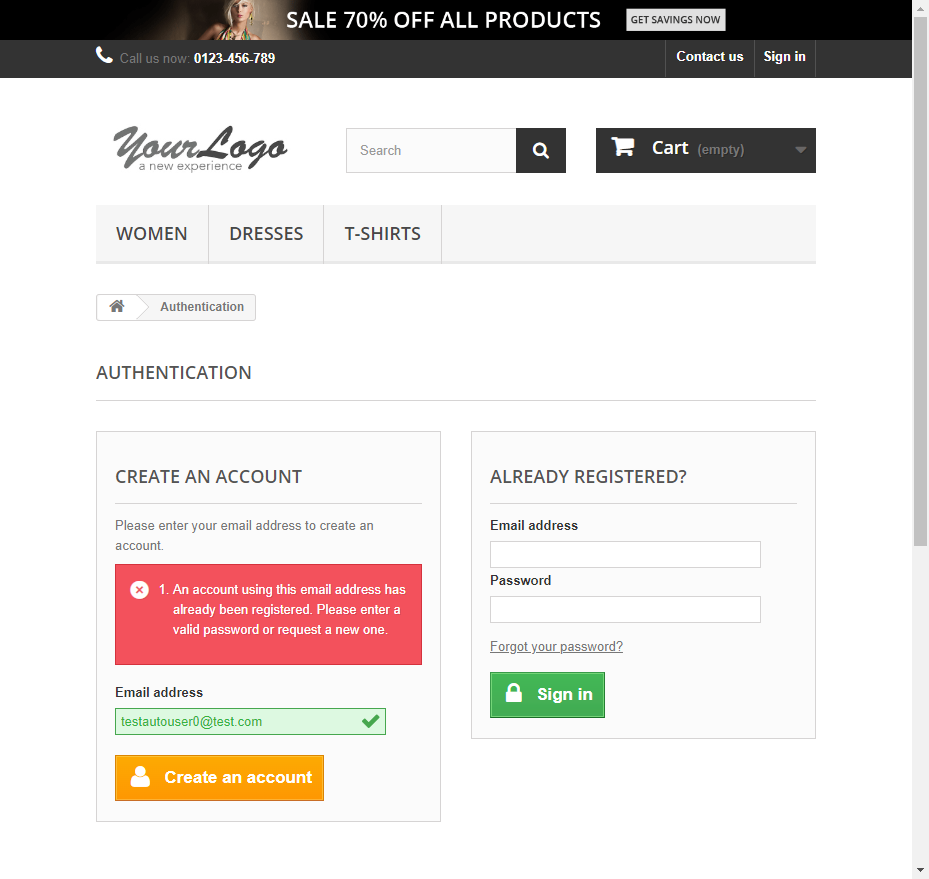 SALE 70% OFF ALL PRODUCTS GET SAVINGS NOW
Call us now: 0123-456-789 Contact us Sign in
YourLogo
a new experience
Search
Cart (empty)
WOMEN DRESSES T-SHIRTS
Authentication
AUTHENTICATION
CREATE AN ACCOUNT
Please enter your email address to create an
account.
1. An account using this email address has
already been registered. Please enter a
valid password or request a new one.
Email address
testautouser0@test.com
Create an account
ALREADY REGISTERED?
Email address
Password
Forgot your password?
Sign in